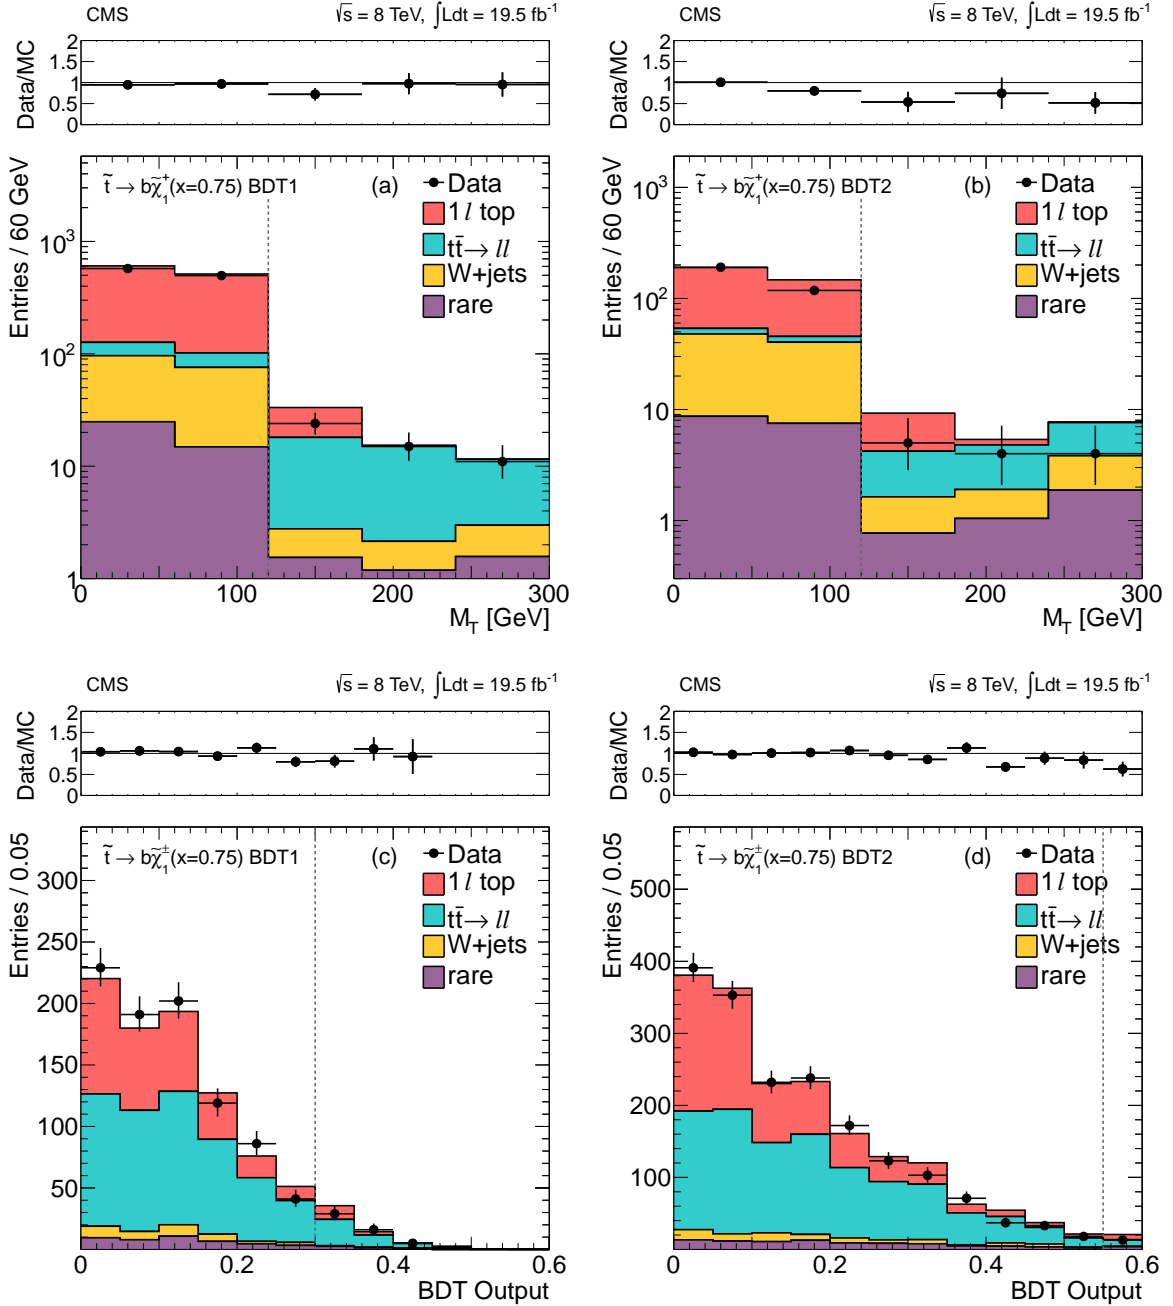 CMS √s = 8 TeV, ∫Ldt = 19.5 fb⁻¹
Data/MC
2
1.5
1
0.5
0
t̃ → bχ̃₁⁺(x=0.75) BDT1 (a)
Data
1 l top
tt̄ → ll
W+jets
rare
Entries / 60 GeV
10³
10²
10
1
0 100 200 300
M_T [GeV]
CMS √s = 8 TeV, ∫Ldt = 19.5 fb⁻¹
Data/MC
2
1.5
1
0.5
0
t̃ → bχ̃₁⁺(x=0.75) BDT2 (b)
Data
1 l top
tt̄ → ll
W+jets
rare
Entries / 60 GeV
10³
10²
10
1
0 100 200 300
M_T [GeV]
CMS √s = 8 TeV, ∫Ldt = 19.5 fb⁻¹
Data/MC
2
1.5
1
0.5
0
t̃ → bχ̃₁±(x=0.75) BDT1 (c)
Data
1 l top
tt̄ → ll
W+jets
rare
Entries / 0.05
300
250
200
150
100
50
0 0.2 0.4 0.6
BDT Output
CMS √s = 8 TeV, ∫Ldt = 19.5 fb⁻¹
Data/MC
2
1.5
1
0.5
0
t̃ → bχ̃₁±(x=0.75) BDT2 (d)
Data
1 l top
tt̄ → ll
W+jets
rare
Entries / 0.05
500
400
300
200
100
0 0.2 0.4 0.6
BDT Output